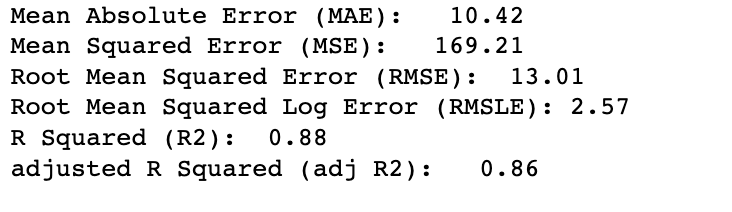 Mean Absolute Error (MAE):   10.42
Mean Squared Error (MSE):   169.21
Root Mean Squared Error (RMSE):  13.01
Root Mean Squared Log Error (RMSLE): 2.57
R Squared (R2):  0.88
adjusted R Squared (adj R2):   0.86